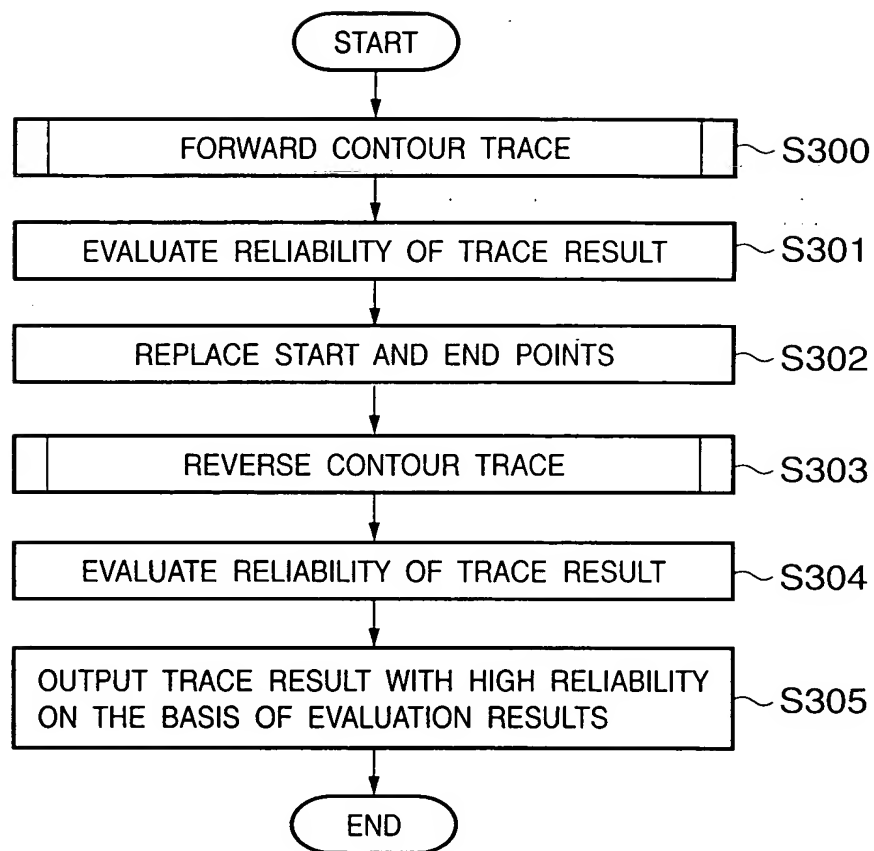 START
FORWARD CONTOUR TRACE
S300
EVALUATE RELIABILITY OF TRACE RESULT
S301
REPLACE START AND END POINTS
S302
REVERSE CONTOUR TRACE
S303
EVALUATE RELIABILITY OF TRACE RESULT
S304
OUTPUT TRACE RESULT WITH HIGH RELIABILITY
ON THE BASIS OF EVALUATION RESULTS
S305
END